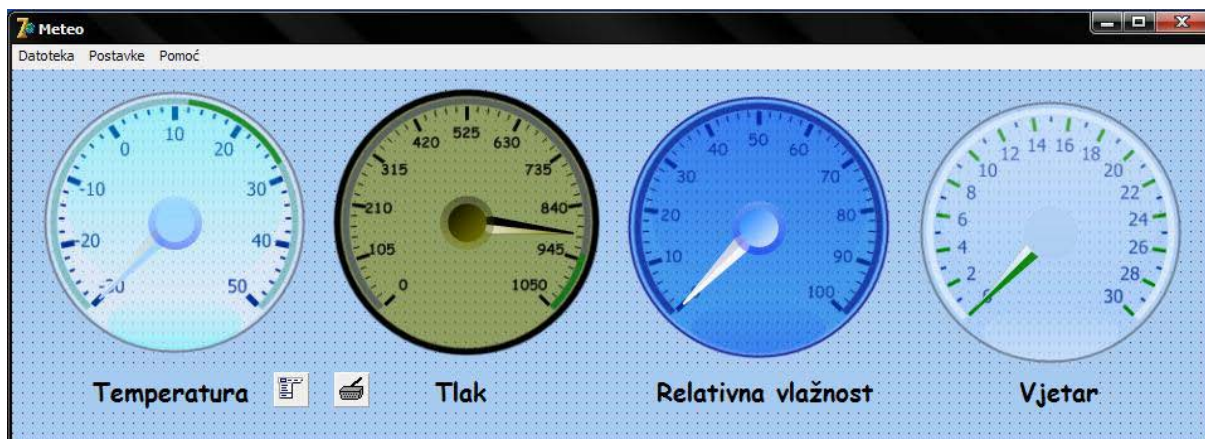 Meteo
Datoteka Postavke Pomoć
-30 -20 -10 0 10 20 30 40 50
0 105 210 315 420 525 630 735 840 945 1050
10 20 30 40 50 60 70 80 90 100
0 2 4 6 8 10 12 14 16 18 20 22 24 26 28 30
Temperatura Tlak Relativna vlažnost Vjetar